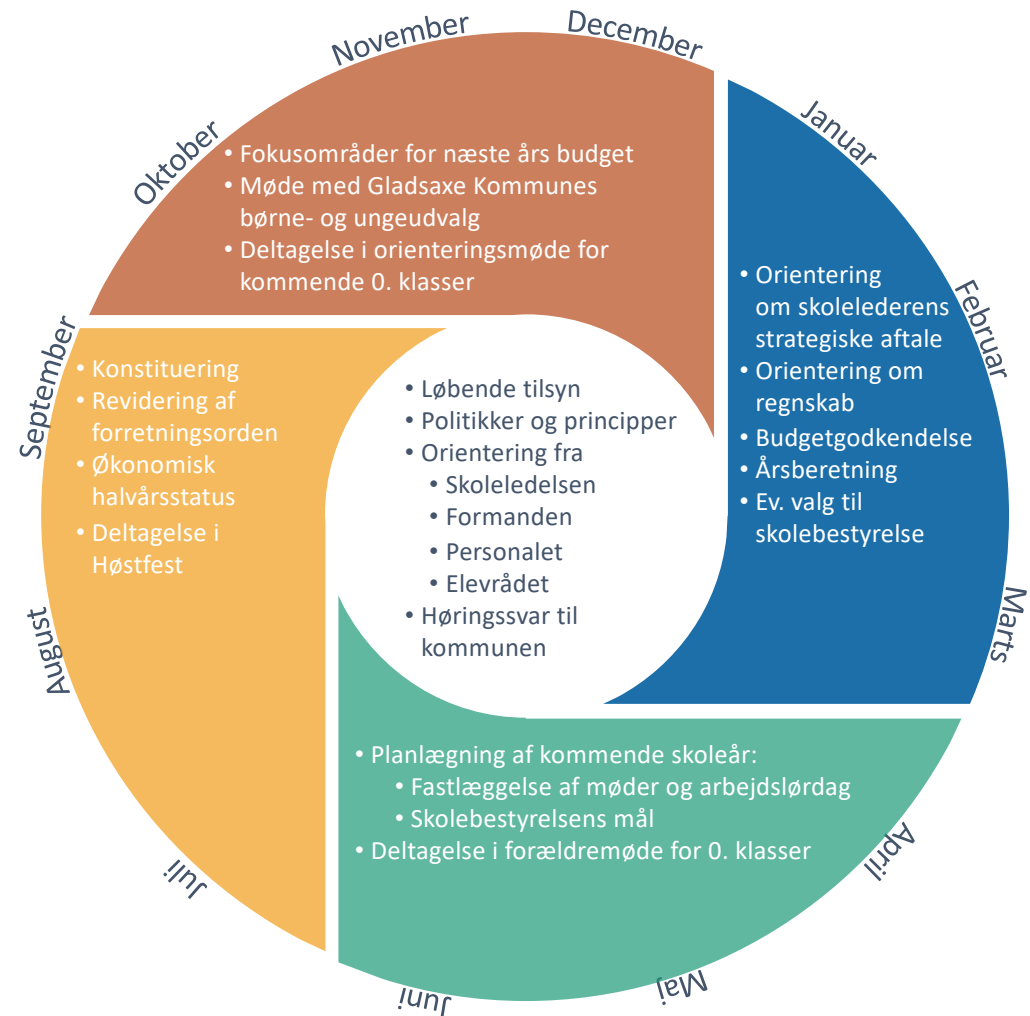 Januar
Februar
Marts
April
Maj
Juni
Juli
August
September
Oktober
November
December
• Fokusområder for næste års budget
• Møde med Gladsaxe Kommunes
børne- og ungeudvalg
• Deltagelse i orienteringsmøde for
kommende 0. klasser
• Orientering
om skolelederens
strategiske aftale
• Orientering om
regnskab
• Budgetgodkendelse
• Årsberetning
• Ev. valg til
skolebestyrelse
• Planlægning af kommende skoleår:
• Fastlæggelse af møder og arbejdslørdag
• Skolebestyrelsens mål
• Deltagelse i forældremøde for 0. klasser
• Konstituering
• Revidering af
forretningsorden
• Økonomisk
halvårsstatus
• Deltagelse i
Høstfest
• Løbende tilsyn
• Politikker og principper
• Orientering fra
• Skoleledelsen
• Formanden
• Personalet
• Elevrådet
• Høringssvar til
kommunen